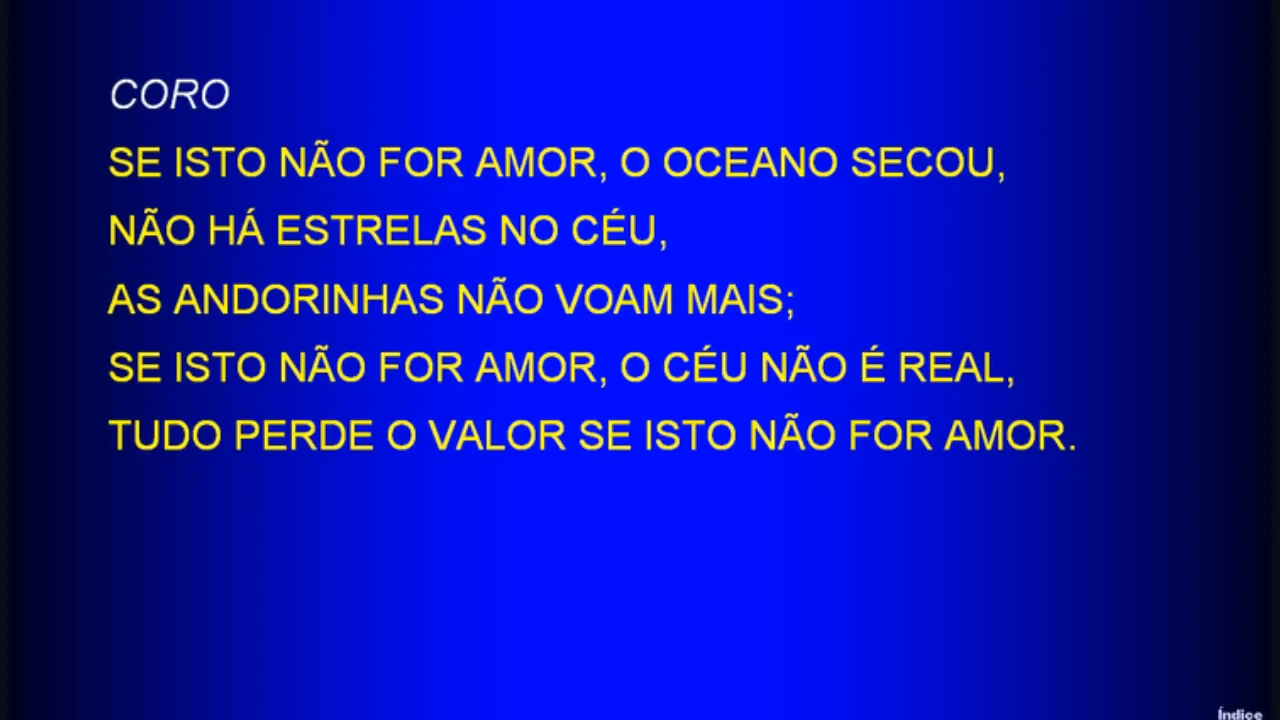 CORO
SE ISTO NÃO FOR AMOR, O OCEANO SECOU,
NÃO HÁ ESTRELAS NO CÉU,
AS ANDORINHAS NÃO VOAM MAIS;
SE ISTO NÃO FOR AMOR, O CÉU NÃO É REAL,
TUDO PERDE O VALOR SE ISTO NÃO FOR AMOR.
Índice